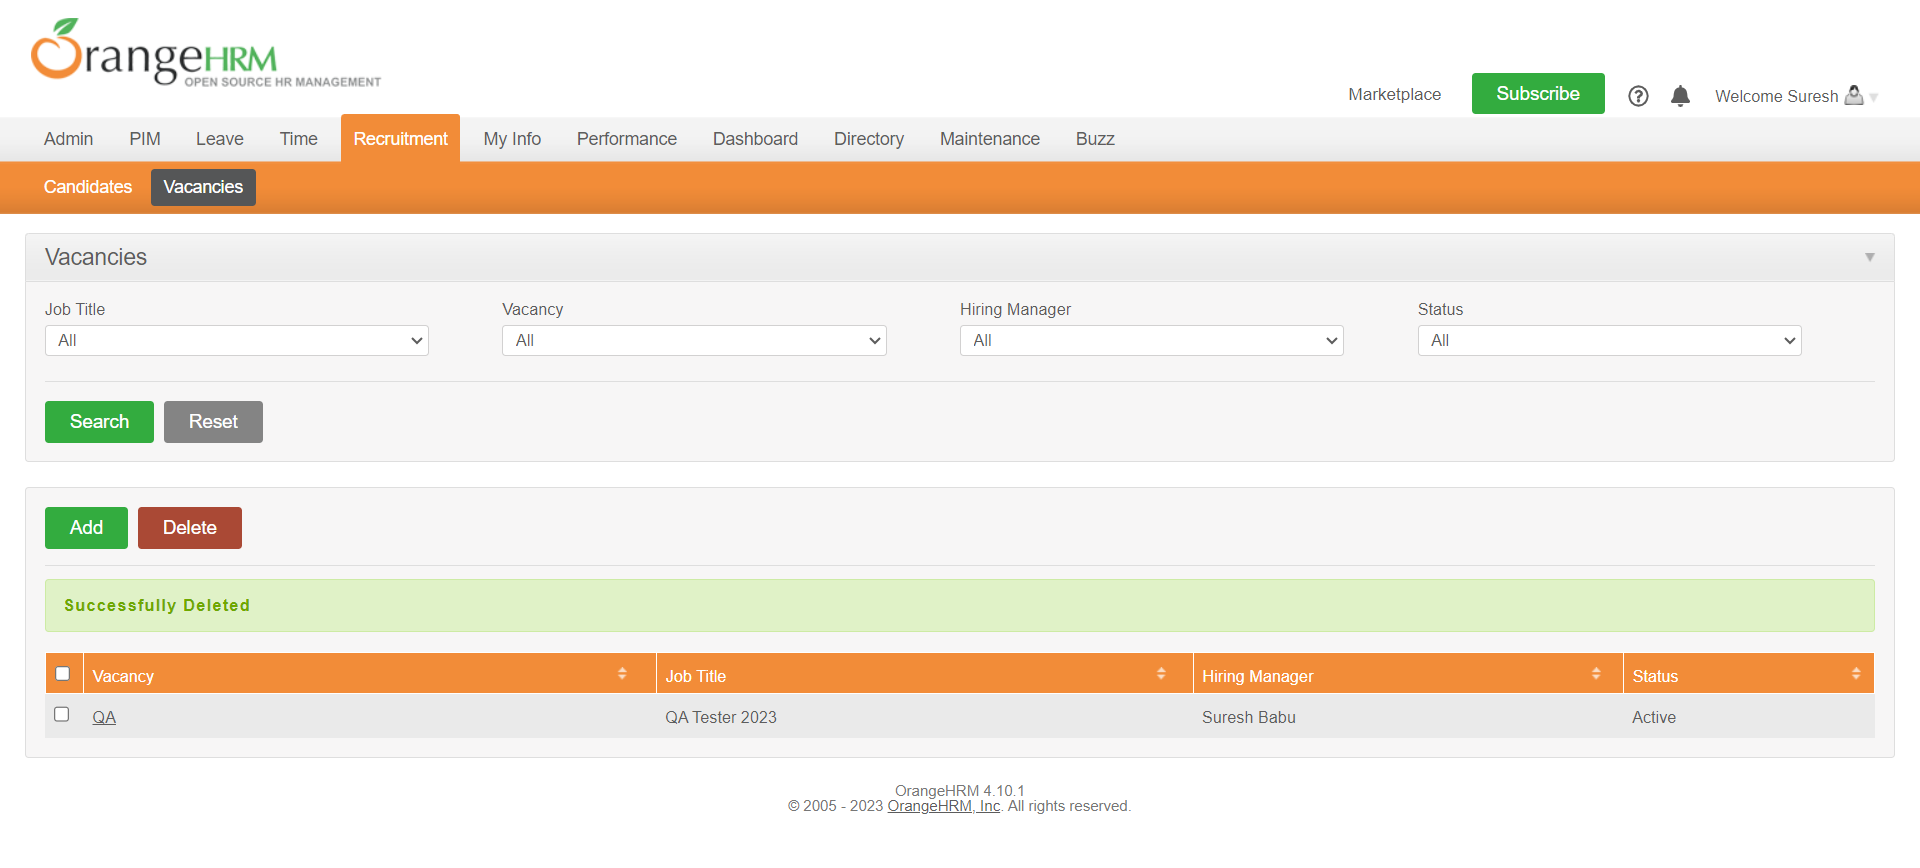 OrangeHRM
OPEN SOURCE HR MANAGEMENT
Marketplace Subscribe Welcome Suresh
Admin PIM Leave Time Recruitment My Info Performance Dashboard Directory Maintenance Buzz
Candidates Vacancies
Vacancies
Job Title Vacancy Hiring Manager Status
All All All All
Search Reset
Add Delete
Successfully Deleted
Vacancy Job Title Hiring Manager Status
QA QA Tester 2023 Suresh Babu Active
OrangeHRM 4.10.1
© 2005 - 2023 OrangeHRM, Inc. All rights reserved.